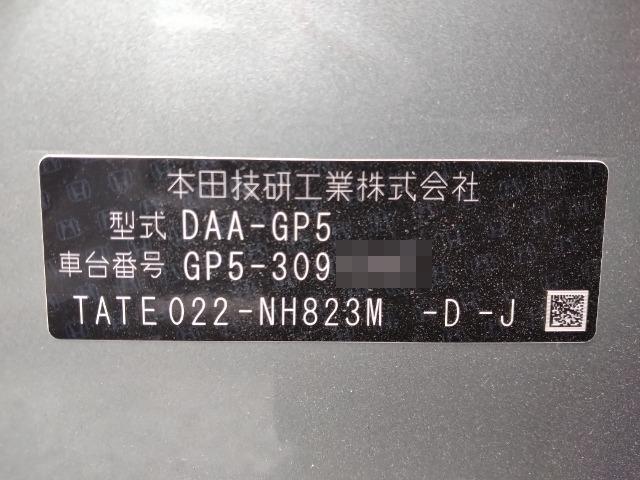 本田技研工業株式会社
型式 DAA-GP5
車台番号 GP5-309
TATE022-NH823M -D -J